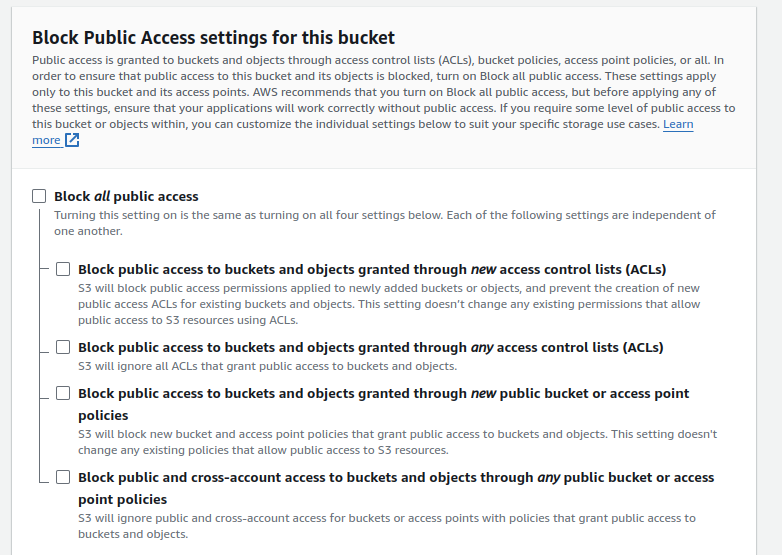 Block Public Access settings for this bucket
Public access is granted to buckets and objects through access control lists (ACLs), bucket policies, access point policies, or all. In
order to ensure that public access to this bucket and its objects is blocked, turn on Block all public access. These settings apply
only to this bucket and its access points. AWS recommends that you turn on Block all public access, but before applying any of
these settings, ensure that your applications will work correctly without public access. If you require some level of public access to
this bucket or objects within, you can customize the individual settings below to suit your specific storage use cases. Learn
more
Block all public access
Turning this setting on is the same as turning on all four settings below. Each of the following settings are independent of
one another.
Block public access to buckets and objects granted through new access control lists (ACLs)
S3 will block public access permissions applied to newly added buckets or objects, and prevent the creation of new
public access ACLs for existing buckets and objects. This setting doesn't change any existing permissions that allow
public access to S3 resources using ACLs.
Block public access to buckets and objects granted through any access control lists (ACLs)
S3 will ignore all ACLs that grant public access to buckets and objects.
Block public access to buckets and objects granted through new public bucket or access point
policies
S3 will block new bucket and access point policies that grant public access to buckets and objects. This setting doesn't
change any existing policies that allow public access to S3 resources.
Block public and cross-account access to buckets and objects through any public bucket or access
point policies
S3 will ignore public and cross-account access for buckets or access points with policies that grant public access to
buckets and objects.